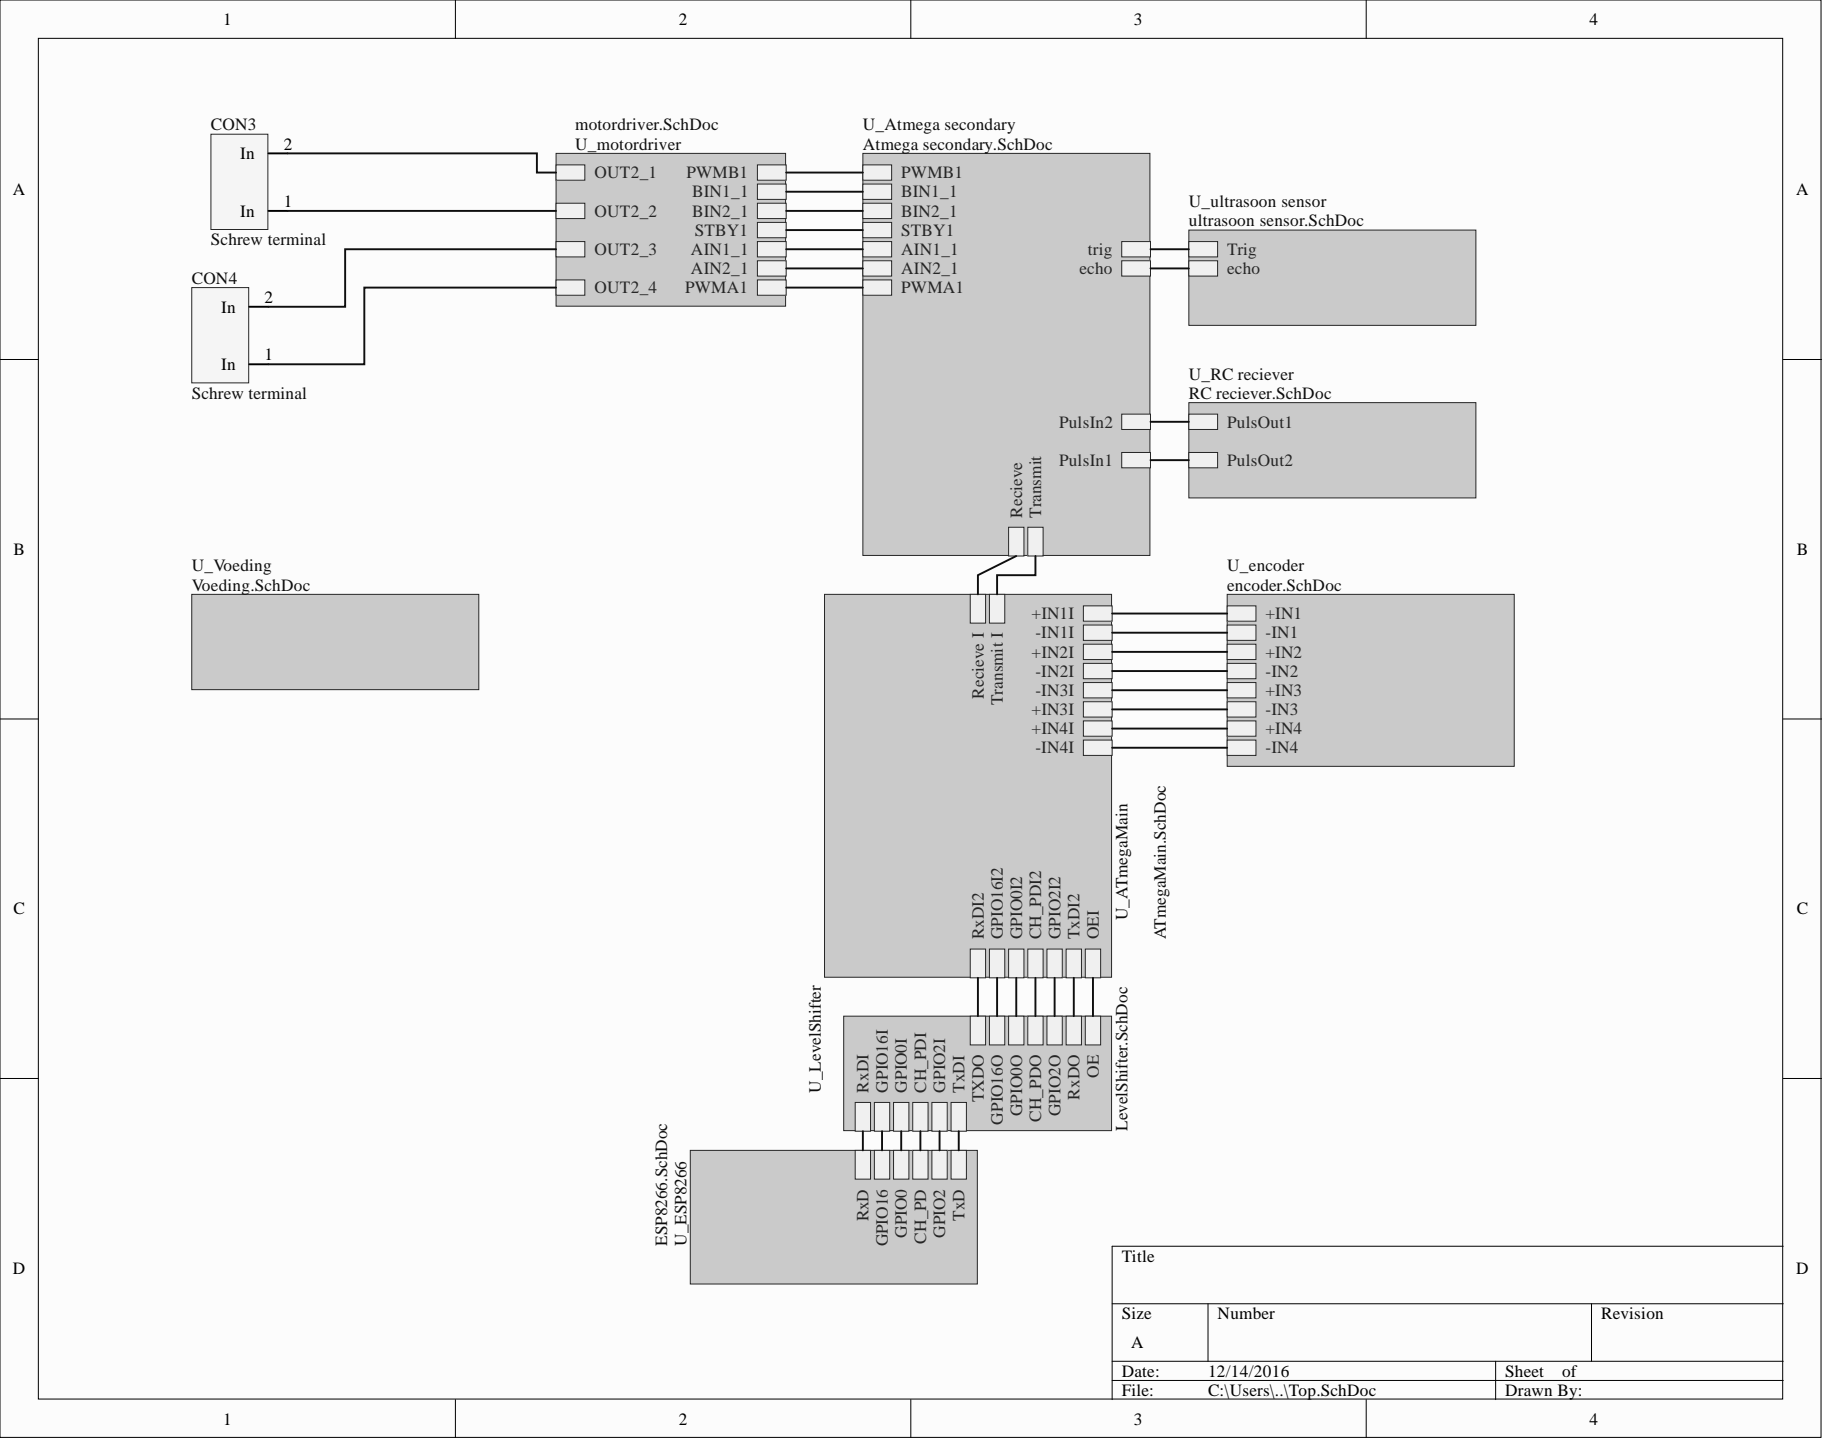 1 2 3 4
A
B
C
D
A
B
C
D
CON3
In 2
In 1
Schrew terminal
CON4
In 2
In 1
Schrew terminal
motordriver.SchDoc
U_motordriver
OUT2_1 PWMB1
BIN1_1
OUT2_2 BIN2_1
STBY1
OUT2_3 AIN1_1
AIN2_1
OUT2_4 PWMA1
U_Atmega secondary
Atmega secondary.SchDoc
PWMB1
BIN1_1
BIN2_1
STBY1
AIN1_1
AIN2_1
PWMA1
trig
echo
PulsIn2
PulsIn1
Recieve
Transmit
U_ultrasoon sensor
ultrasoon sensor.SchDoc
Trig
echo
U_RC reciever
RC reciever.SchDoc
PulsOut1
PulsOut2
U_Voeding
Voeding.SchDoc
Recieve I
Transmit I
+IN1I
-IN1I
+IN2I
-IN2I
-IN3I
+IN3I
+IN4I
-IN4I
U_encoder
encoder.SchDoc
+IN1
-IN1
+IN2
-IN2
+IN3
-IN3
+IN4
-IN4
U_ATmegaMain
ATmegaMain.SchDoc
RxDI2
GPIO16I2
GPIO0I2
CH_PDI2
GPIO2I2
TxDI2
OEI
U_LevelShifter
LevelShifter.SchDoc
TXDO
GPIO16O
GPIO0O
CH_PDO
GPIO2O
RxDO
OE
RxDI
GPIO16I
GPIO0I
CH_PDI
GPIO2I
TxDI
ESP8266.SchDoc
U_ESP8266
RxD
GPIO16
GPIO0
CH_PD
GPIO2
TxD
Title
Size Number Revision
A
Date: 12/14/2016 Sheet of
File: C:\Users\..\Top.SchDoc Drawn By:
1 2 3 4